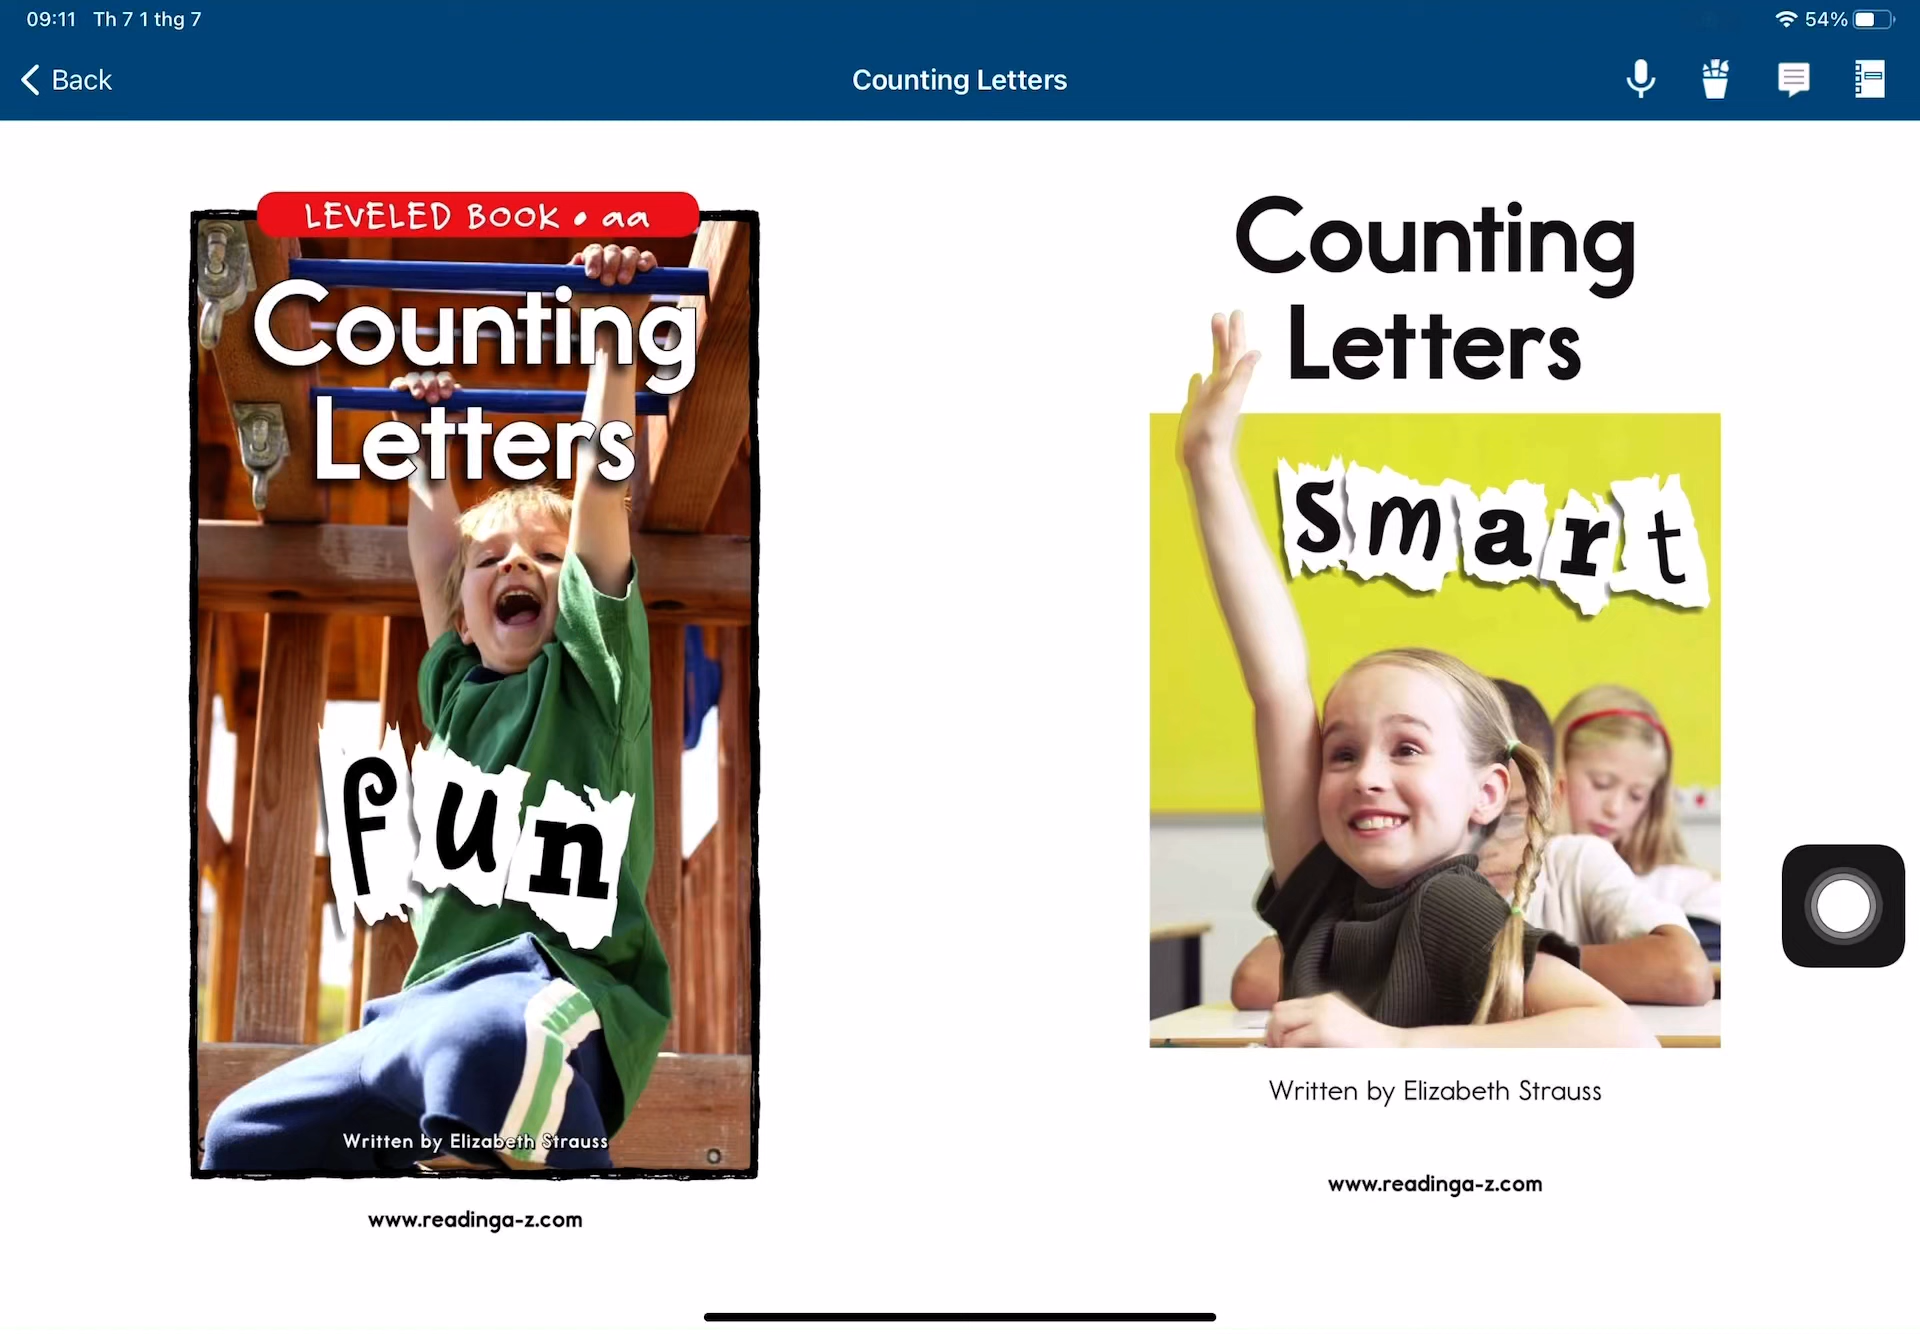 09:11 Th 7 1 thg 7
54%
Back
Counting Letters
LEVELED BOOK • aa
Counting
Letters
fun
Written by Elizabeth Strauss
www.readinga-z.com
Counting
Letters
smart
Written by Elizabeth Strauss
www.readinga-z.com